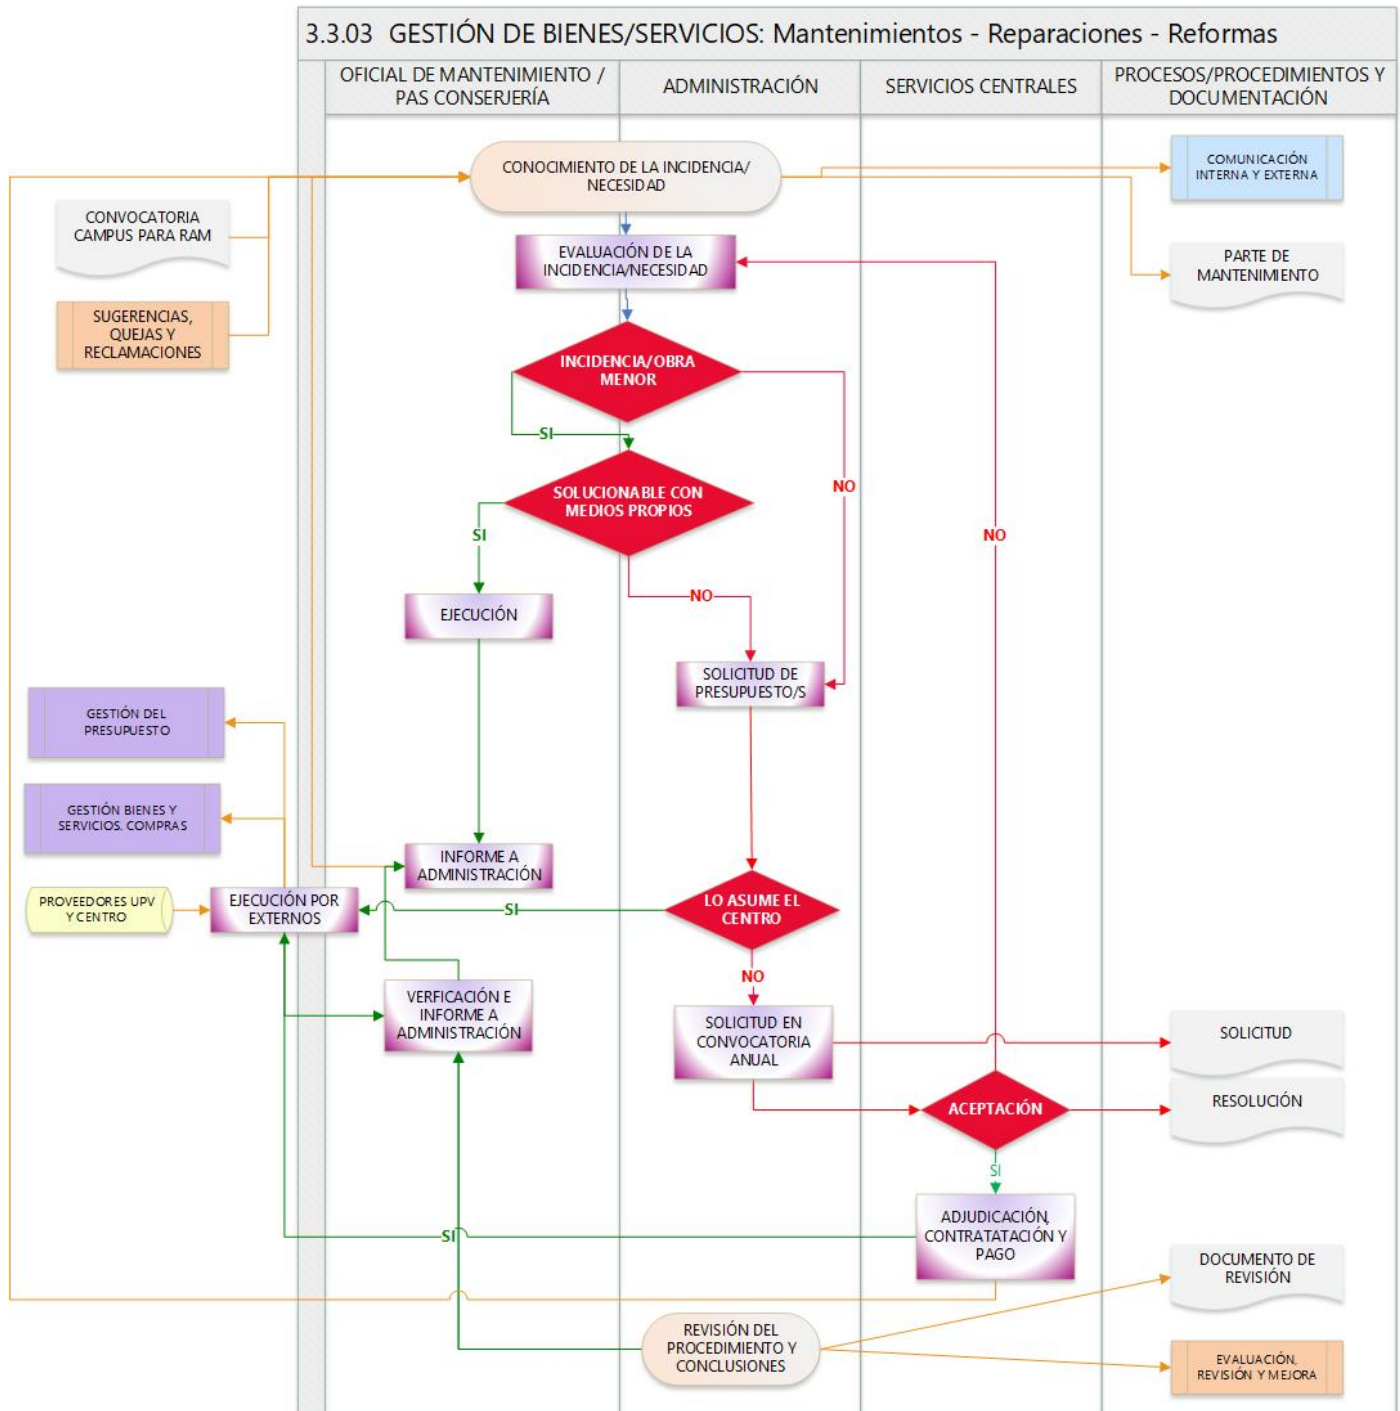 3.3.03 GESTIÓN DE BIENES/SERVICIOS: Mantenimientos - Reparaciones - Reformas
OFICIAL DE MANTENIMIENTO /
PAS CONSERJERÍA
ADMINISTRACIÓN
SERVICIOS CENTRALES
PROCESOS/PROCEDIMIENTOS Y
DOCUMENTACIÓN
CONOCIMIENTO DE LA INCIDENCIA/
NECESIDAD
COMUNICACIÓN
INTERNA Y EXTERNA
CONVOCATORIA
CAMPUS PARA RAM
EVALUACIÓN DE LA
INCIDENCIA/NECESIDAD
PARTE DE
MANTENIMIENTO
SUGERENCIAS,
QUEJAS Y
RECLAMACIONES
INCIDENCIA/OBRA
MENOR
SI
SOLUCIONABLE CON
MEDIOS PROPIOS
NO
SI
NO
NO
EJECUCIÓN
SOLICITUD DE
PRESUPUESTO/S
GESTIÓN DEL
PRESUPUESTO
GESTIÓN BIENES Y
SERVICIOS. COMPRAS
INFORME A
ADMINISTRACIÓN
PROVEEDORES UPV
Y CENTRO
EJECUCIÓN POR
EXTERNOS
SI
LO ASUME EL
CENTRO
NO
VERFICACIÓN E
INFORME A
ADMINISTRACIÓN
SOLICITUD EN
CONVOCATORIA
ANUAL
SOLICITUD
ACEPTACIÓN
RESOLUCIÓN
SI
ADJUDICACIÓN,
CONTRATATACIÓN Y
PAGO
SI
DOCUMENTO DE
REVISIÓN
REVISIÓN DEL
PROCEDIMIENTO Y
CONCLUSIONES
EVALUACIÓN,
REVISIÓN Y MEJORA